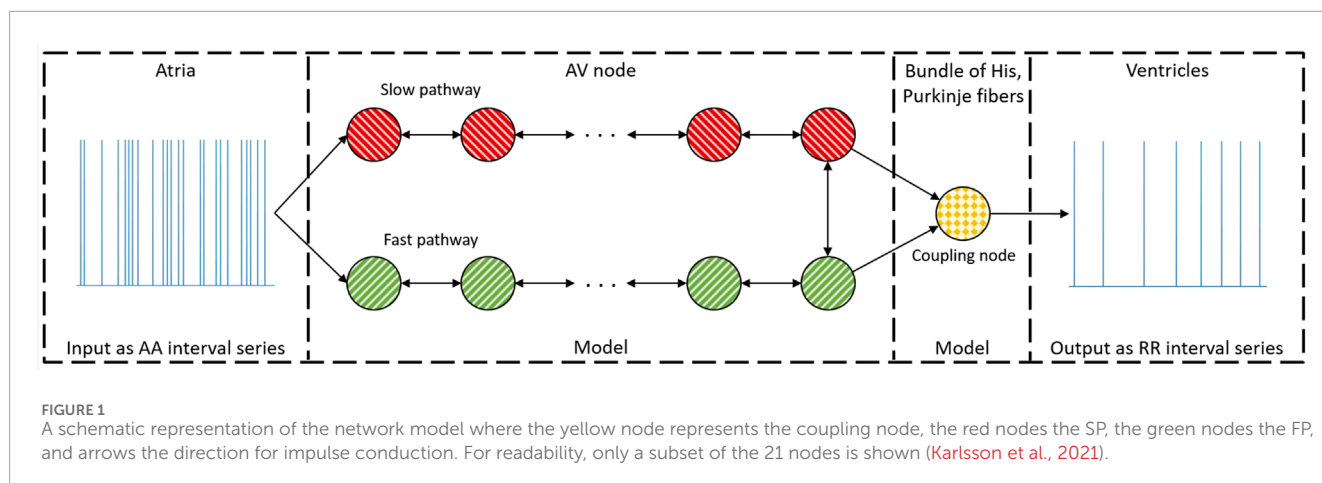 Atria
AV node
Bundle of His,
Purkinje fibers
Ventricles
Slow pathway
. . .
Fast pathway
. . .
Coupling node
Input as AA interval series
Model
Model
Output as RR interval series
FIGURE 1
A schematic representation of the network model where the yellow node represents the coupling node, the red nodes the SP, the green nodes the FP,
and arrows the direction for impulse conduction. For readability, only a subset of the 21 nodes is shown (Karlsson et al., 2021).